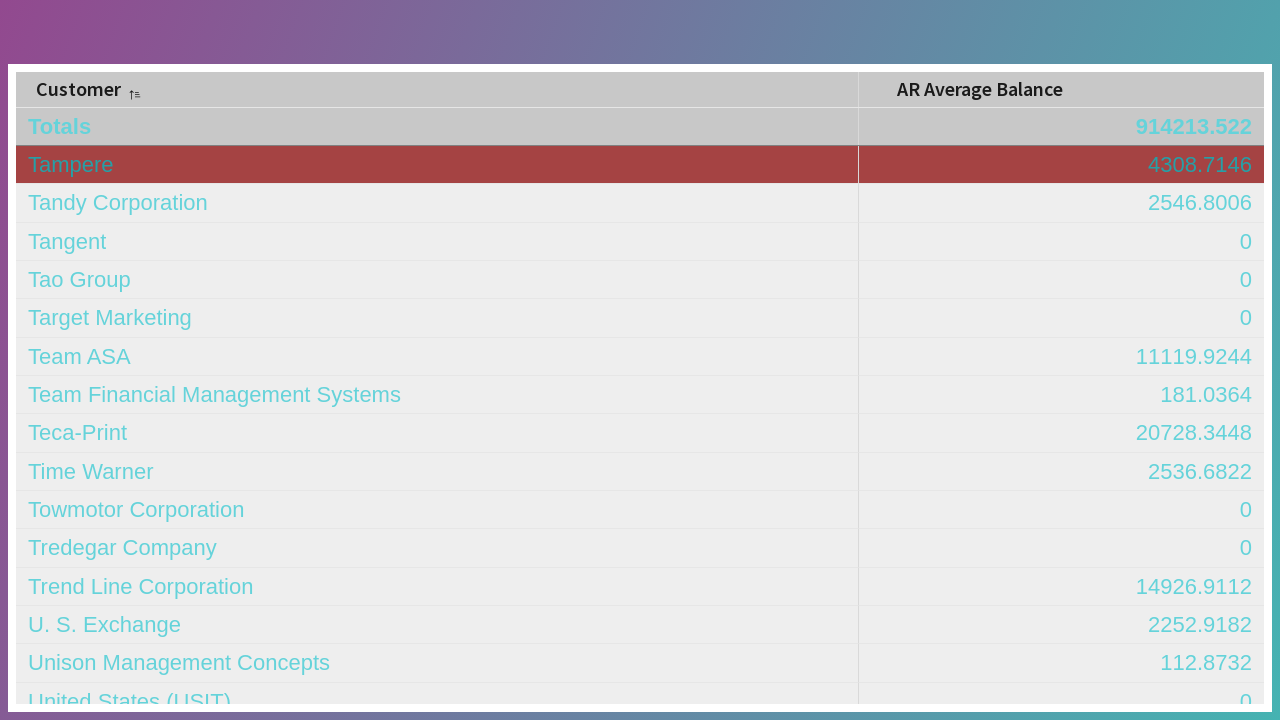 Customer AR Average Balance
Totals 914213.522
Tampere 4308.7146
Tandy Corporation 2546.8006
Tangent 0
Tao Group 0
Target Marketing 0
Team ASA 11119.9244
Team Financial Management Systems 181.0364
Teca-Print 20728.3448
Time Warner 2536.6822
Towmotor Corporation 0
Tredegar Company 0
Trend Line Corporation 14926.9112
U. S. Exchange 2252.9182
Unison Management Concepts 112.8732
United States (USIT) 0